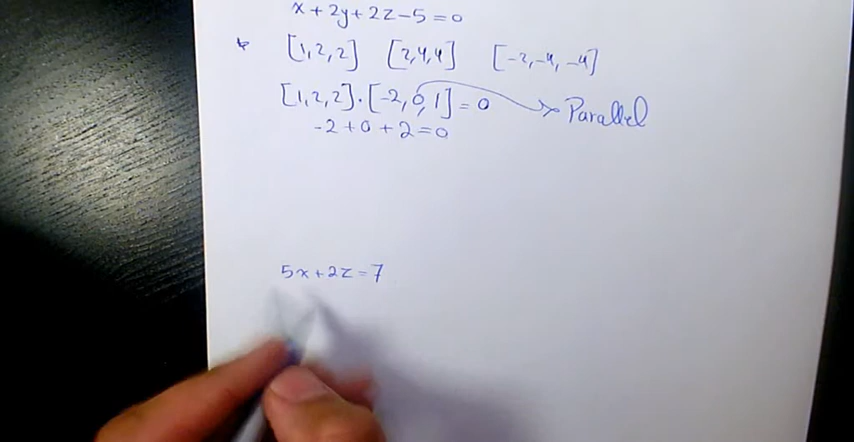 x+2y+2z-5=0
[1,2,2] [2,4,4] [-2,-4,-4]
[1,2,2]·[-2,0,1]=0 → Parallel
-2+0+2=0
5x+2z=7